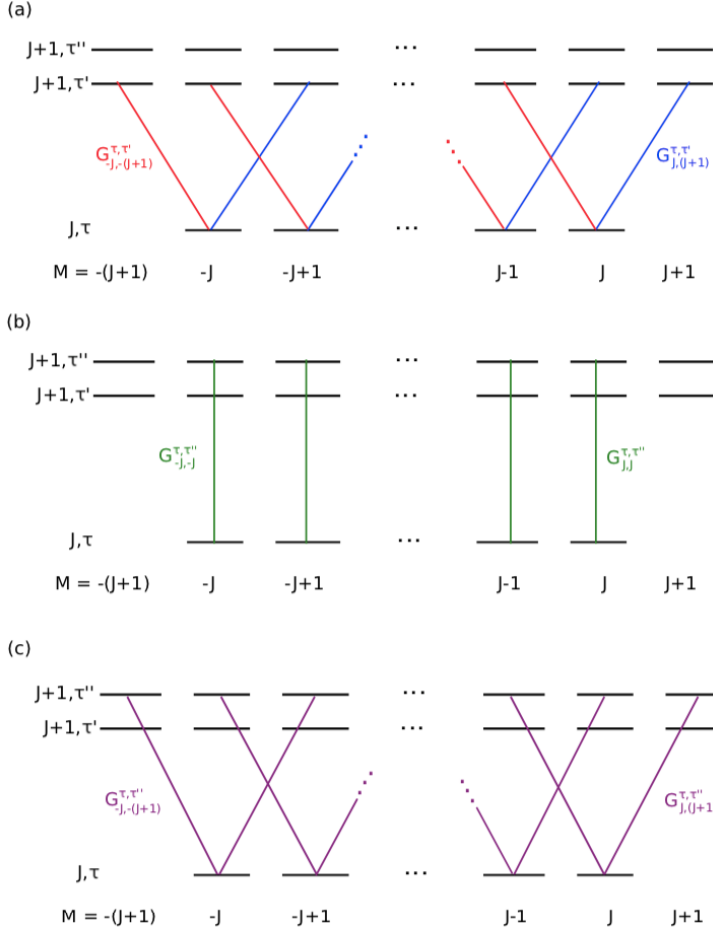 (a)
J+1,τ'' ...
J+1,τ' ...
G^{τ,τ'}_{-J,-(J+1)} G^{τ,τ'}_{J,(J+1)}
J,τ ...
M = -(J+1) -J -J+1 J-1 J J+1
(b)
J+1,τ'' ...
J+1,τ' ...
G^{τ,τ''}_{-J,-J} G^{τ,τ''}_{J,J}
J,τ ...
M = -(J+1) -J -J+1 J-1 J J+1
(c)
J+1,τ'' ...
J+1,τ' ...
G^{τ,τ''}_{-J,-(J+1)} G^{τ,τ''}_{J,(J+1}
J,τ ...
M = -(J+1) -J -J+1 J-1 J J+1